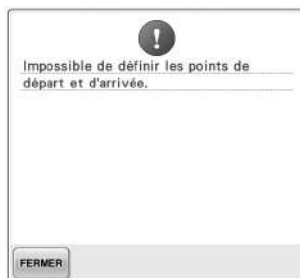 Impossible de définir les points de
départ et d'arrivée.
FERMER